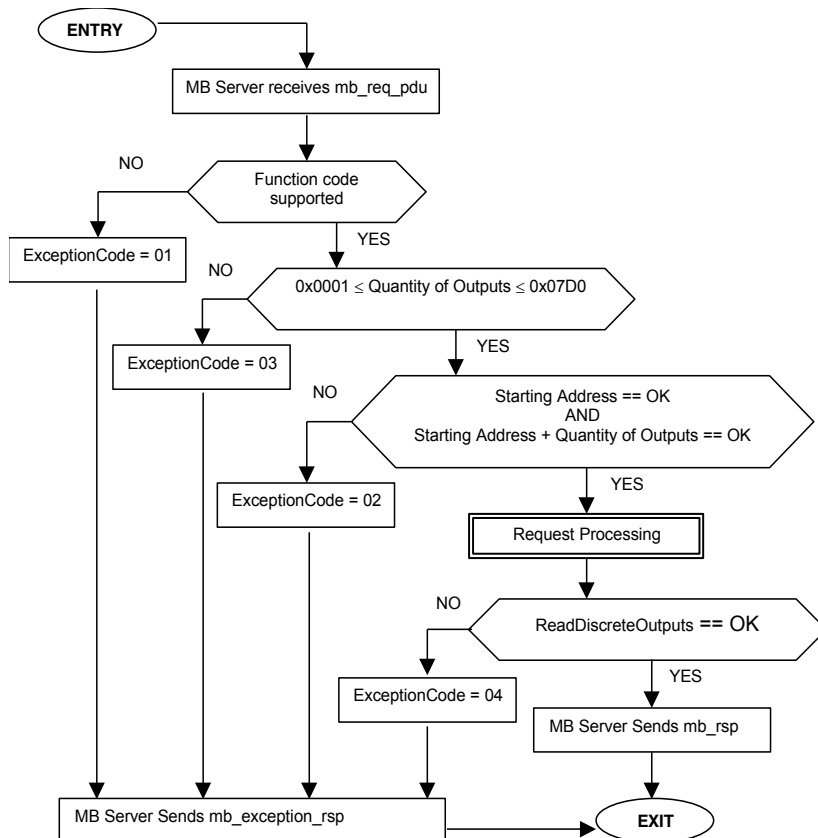 ENTRY
MB Server receives mb_req_pdu
NO
Function code
supported
YES
ExceptionCode = 01
NO
0x0001 ≤ Quantity of Outputs ≤ 0x07D0
YES
ExceptionCode = 03
NO
Starting Address == OK
AND
Starting Address + Quantity of Outputs == OK
YES
ExceptionCode = 02
Request Processing
NO
ReadDiscreteOutputs == OK
YES
ExceptionCode = 04
MB Server Sends mb_rsp
MB Server Sends mb_exception_rsp
EXIT